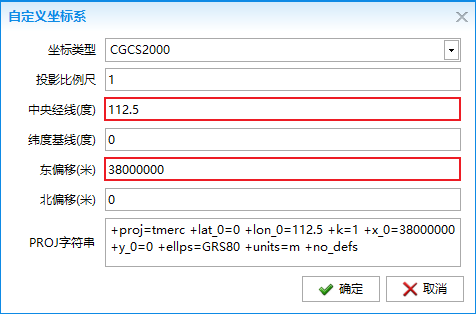 自定义坐标系
坐标类型 CGCS2000
投影比例尺 1
中央经线(度) 112.5
纬度基线(度) 0
东偏移(米) 38000000
北偏移(米) 0
PROJ字符串 +proj=tmerc +lat_0=0 +lon_0=112.5 +k=1 +x_0=38000000
+y_0=0 +ellps=GRS80 +units=m +no_defs
确定 取消